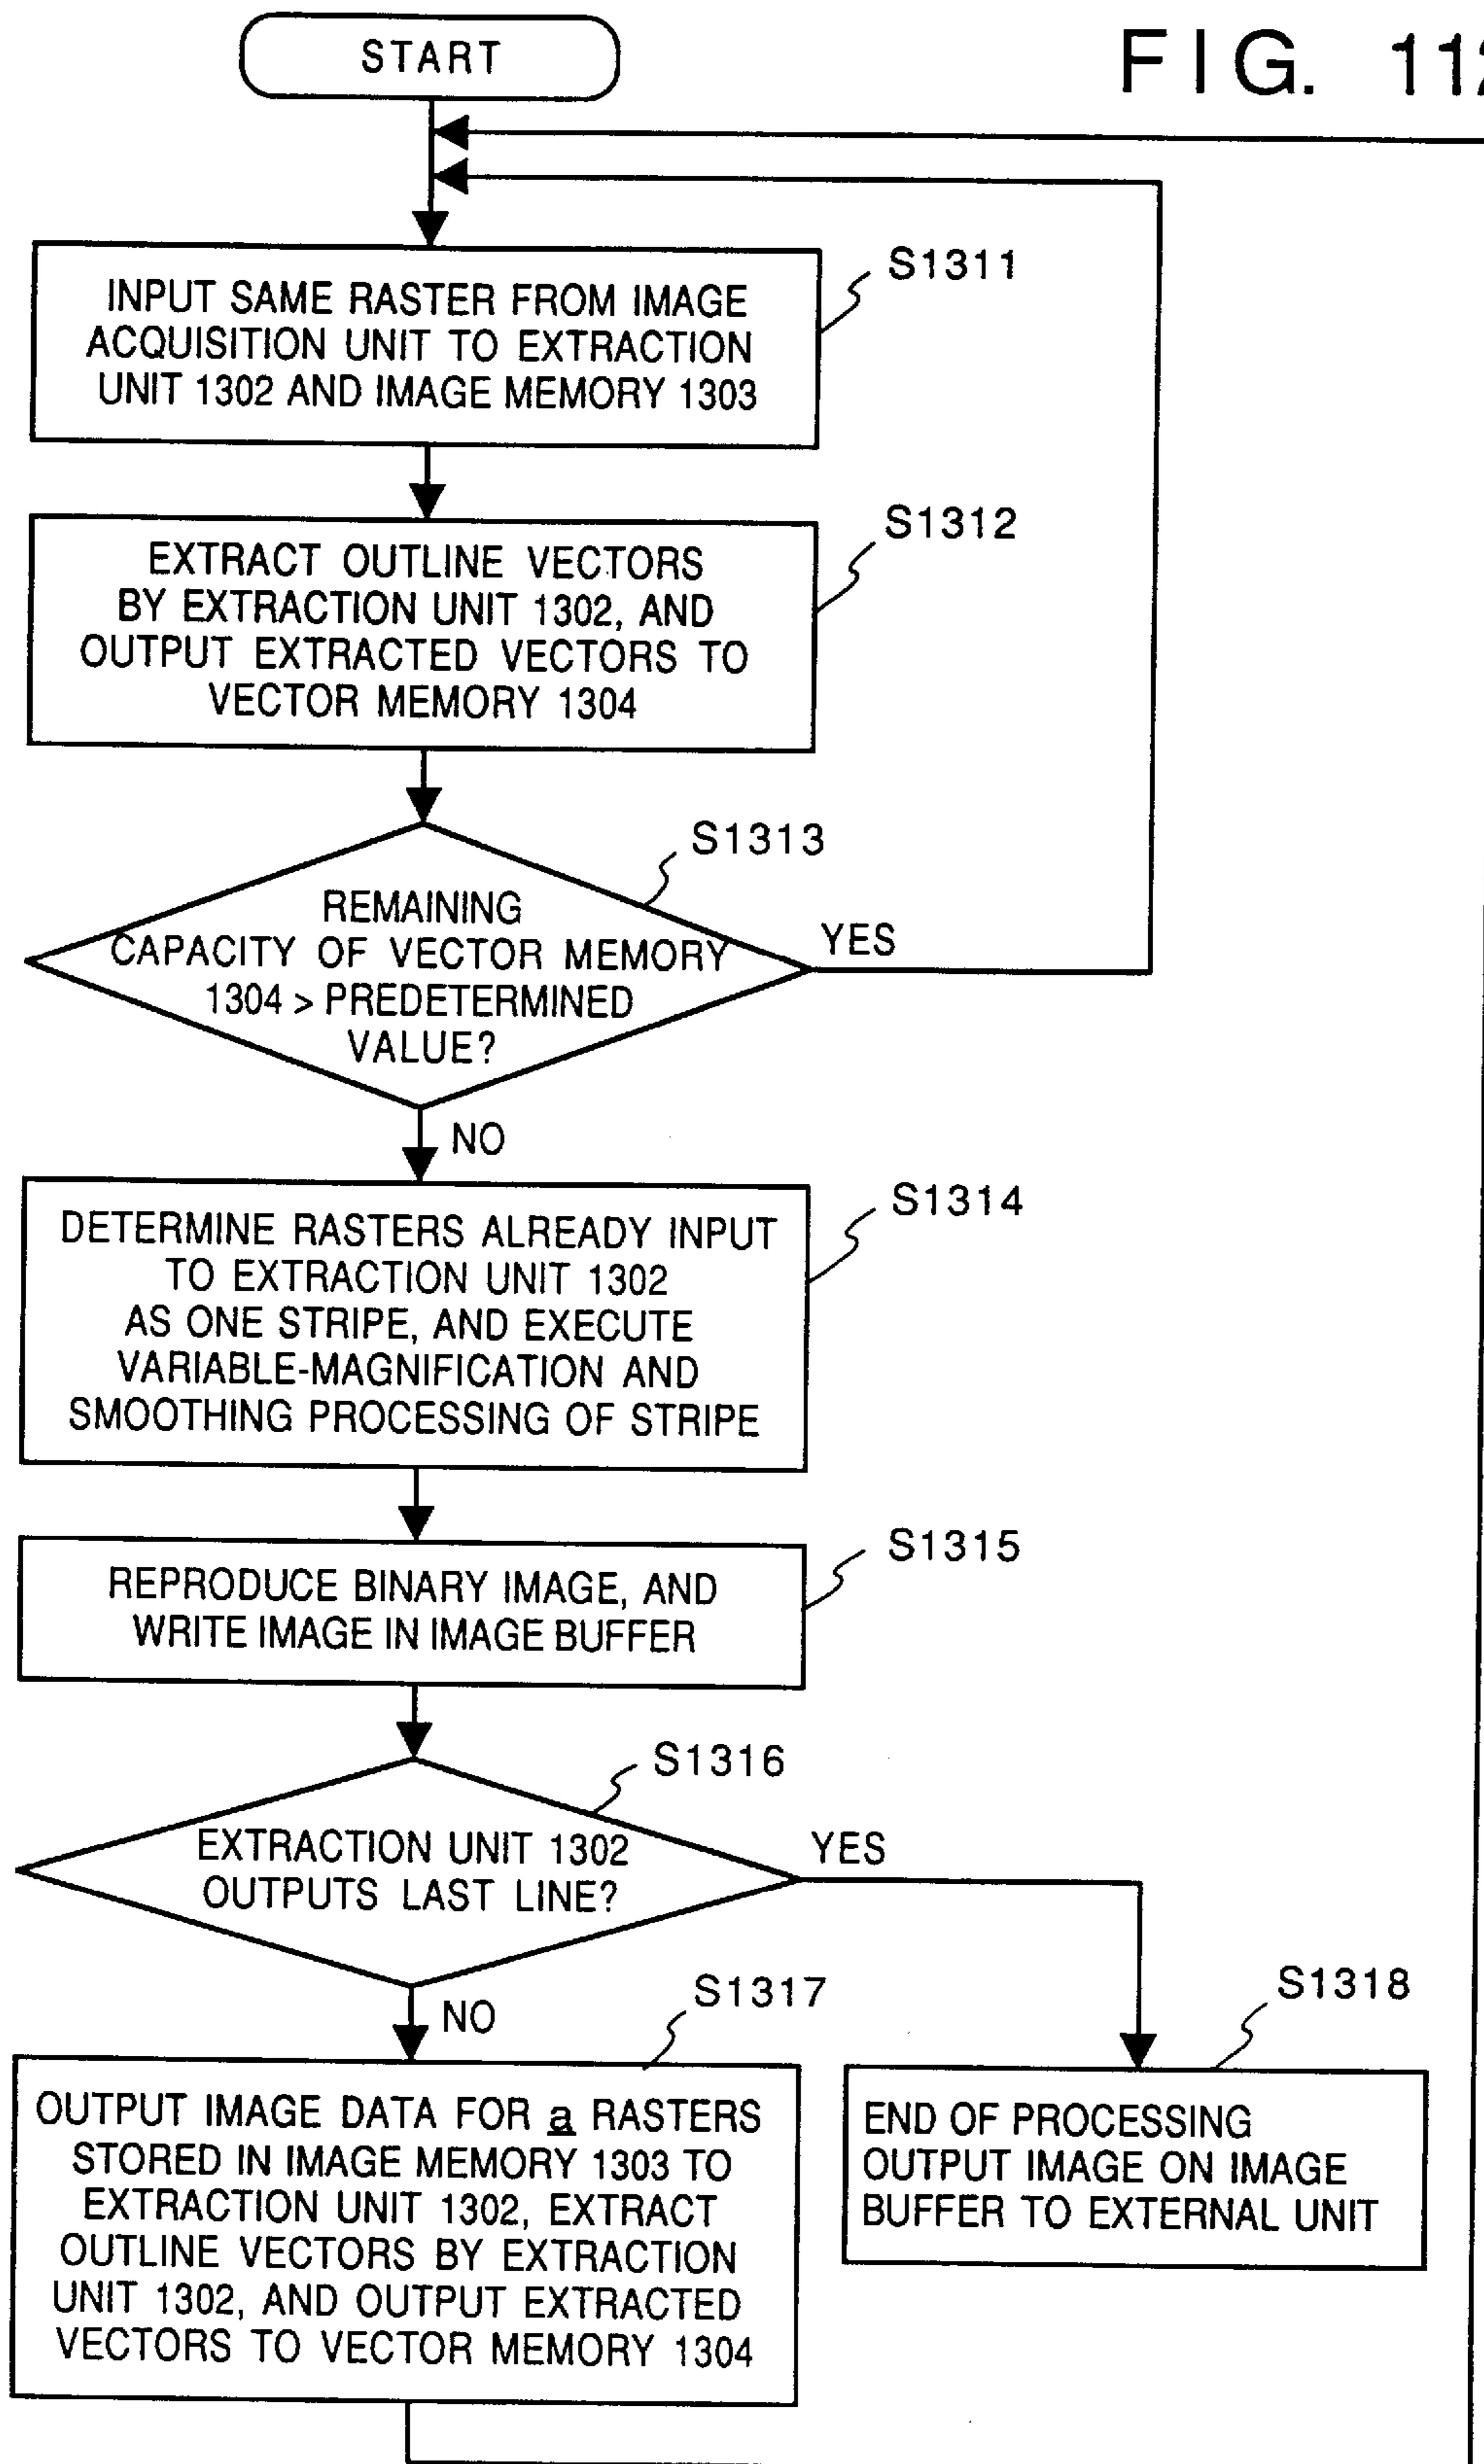 START
FIG. 112
S1311
INPUT SAME RASTER FROM IMAGE
ACQUISITION UNIT TO EXTRACTION
UNIT 1302 AND IMAGE MEMORY 1303
S1312
EXTRACT OUTLINE VECTORS
BY EXTRACTION UNIT 1302, AND
OUTPUT EXTRACTED VECTORS TO
VECTOR MEMORY 1304
S1313
REMAINING
CAPACITY OF VECTOR MEMORY
1304 > PREDETERMINED
VALUE?
YES
NO
S1314
DETERMINE RASTERS ALREADY INPUT
TO EXTRACTION UNIT 1302
AS ONE STRIPE, AND EXECUTE
VARIABLE-MAGNIFICATION AND
SMOOTHING PROCESSING OF STRIPE
S1315
REPRODUCE BINARY IMAGE, AND
WRITE IMAGE IN IMAGE BUFFER
S1316
EXTRACTION UNIT 1302
OUTPUTS LAST LINE?
YES
NO
S1317
OUTPUT IMAGE DATA FOR a RASTERS
STORED IN IMAGE MEMORY 1303 TO
EXTRACTION UNIT 1302, EXTRACT
OUTLINE VECTORS BY EXTRACTION
UNIT 1302, AND OUTPUT EXTRACTED
VECTORS TO VECTOR MEMORY 1304
S1318
END OF PROCESSING
OUTPUT IMAGE ON IMAGE
BUFFER TO EXTERNAL UNIT